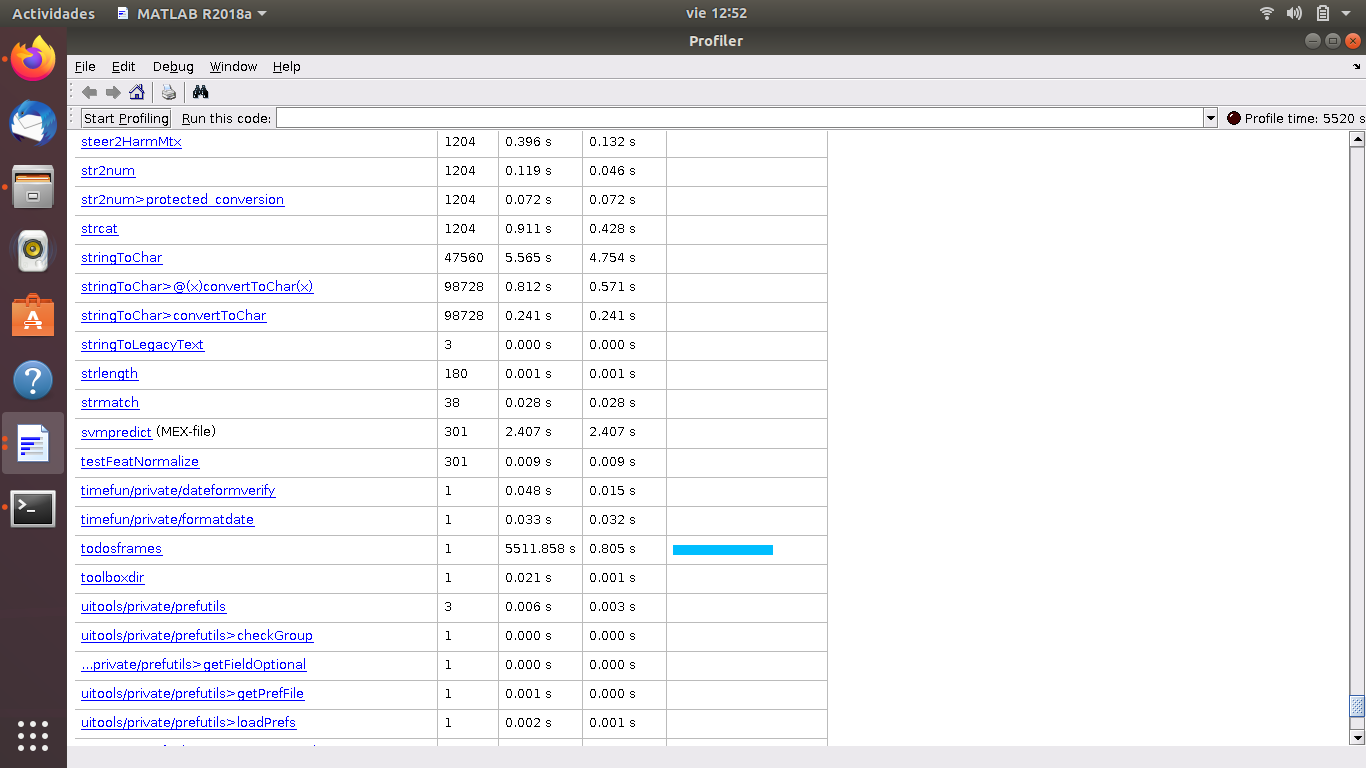 Actividades MATLAB R2018a vie 12:52
Profiler
File Edit Debug Window Help
Start Profiling Run this code: Profile time: 5520 s
steer2HarmMtx 1204 0.396 s 0.132 s
str2num 1204 0.119 s 0.046 s
str2num>protected_conversion 1204 0.072 s 0.072 s
strcat 1204 0.911 s 0.428 s
stringToChar 47560 5.565 s 4.754 s
stringToChar>@(x)convertToChar(x) 98728 0.812 s 0.571 s
stringToChar>convertToChar 98728 0.241 s 0.241 s
stringToLegacyText 3 0.000 s 0.000 s
strlength 180 0.001 s 0.001 s
strmatch 38 0.028 s 0.028 s
svmpredict (MEX-file) 301 2.407 s 2.407 s
testFeatNormalize 301 0.009 s 0.009 s
timefun/private/dateformverify 1 0.048 s 0.015 s
timefun/private/formatdate 1 0.033 s 0.032 s
todosframes 1 5511.858 s 0.805 s
toolboxdir 1 0.021 s 0.001 s
uitools/private/prefutils 3 0.006 s 0.003 s
uitools/private/prefutils>checkGroup 1 0.000 s 0.000 s
...private/prefutils>getFieldOptional 1 0.000 s 0.000 s
uitools/private/prefutils>getPrefFile 1 0.001 s 0.000 s
uitools/private/prefutils>loadPrefs 1 0.002 s 0.001 s